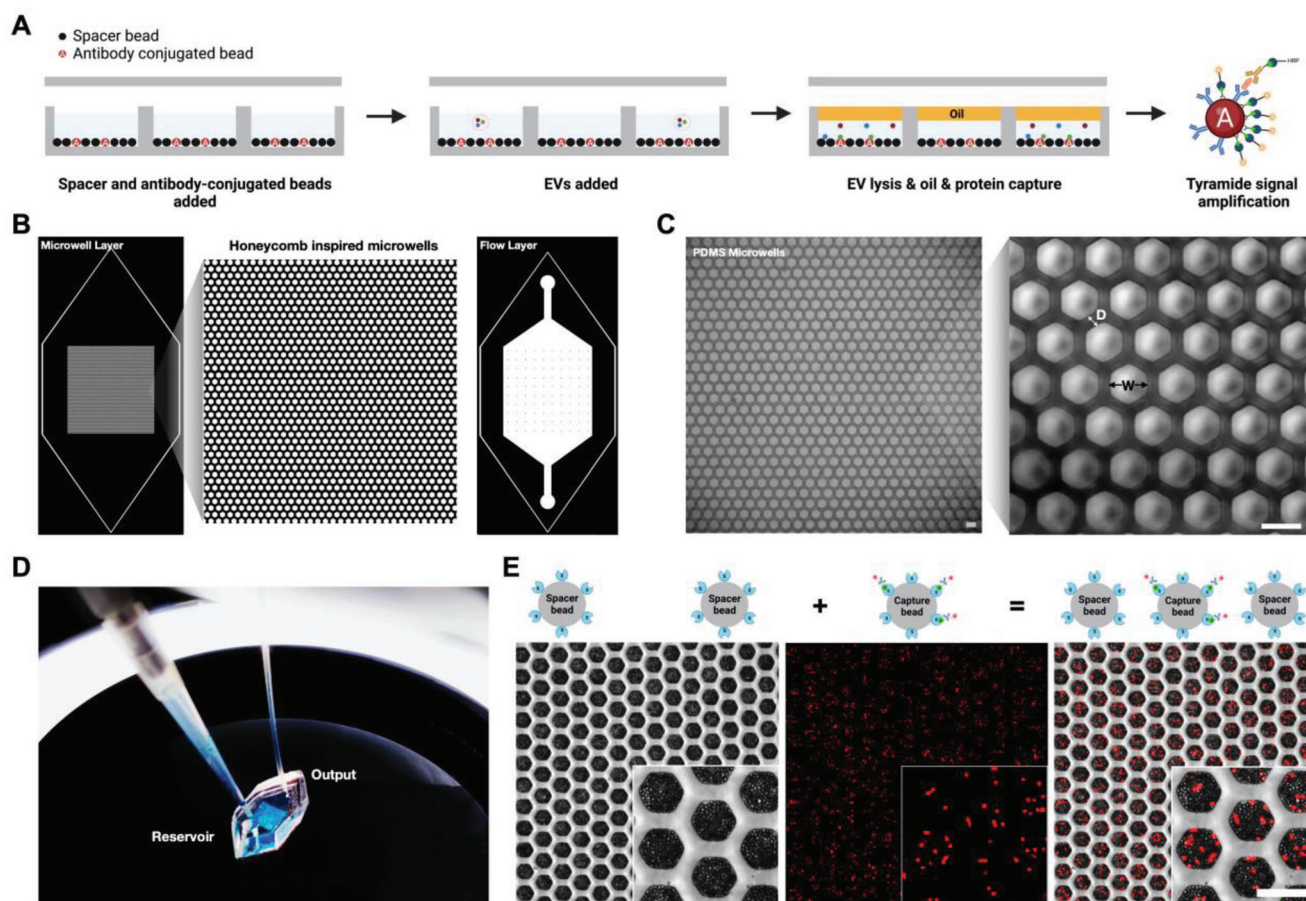 A
Spacer bead
A Antibody conjugated bead
A A A A A A
Spacer and antibody-conjugated beads
added
A A A A A A
EVs added
Oil
A A A A A A
EV lysis & oil & protein capture
HRP
A
Tyramide signal
amplification
B
Microwell Layer
Honeycomb inspired microwells
Flow Layer
C
PDMS Microwells
D
W
D
Output
Reservoir
E
Spacer
bead
Spacer
bead
+
Capture
bead
=
Spacer
bead
Capture
bead
Spacer
bead